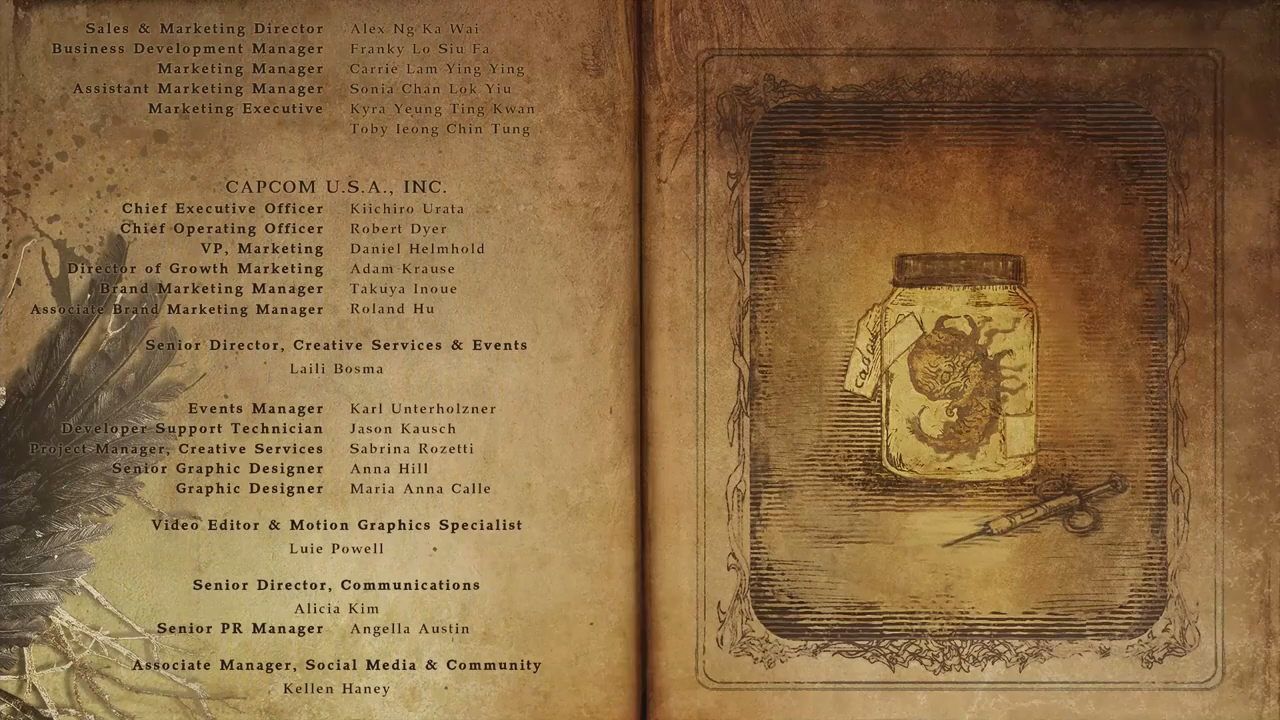 Sales & Marketing Director Alex Ng Ka Wai
Business Development Manager Franky Lo Siu Fa
Marketing Manager Carrie Lam Ying Ying
Assistant Marketing Manager Sonia Chan Lok Yiu
Marketing Executive Kyra Yeung Ting Kwan
Toby Ieong Chin Tung
CAPCOM U.S.A., INC.
Chief Executive Officer Kiichiro Urata
Chief Operating Officer Robert Dyer
VP, Marketing Daniel Helmhold
Director of Growth Marketing Adam Krause
Brand Marketing Manager Takuya Inoue
Associate Brand Marketing Manager Roland Hu
Senior Director, Creative Services & Events
Laili Bosma
Events Manager Karl Unterholzner
Developer Support Technician Jason Kausch
Project Manager, Creative Services Sabrina Rozetti
Senior Graphic Designer Anna Hill
Graphic Designer Maria Anna Calle
Video Editor & Motion Graphics Specialist
Luie Powell
Senior Director, Communications
Alicia Kim
Senior PR Manager Angella Austin
Associate Manager, Social Media & Community
Kellen Haney